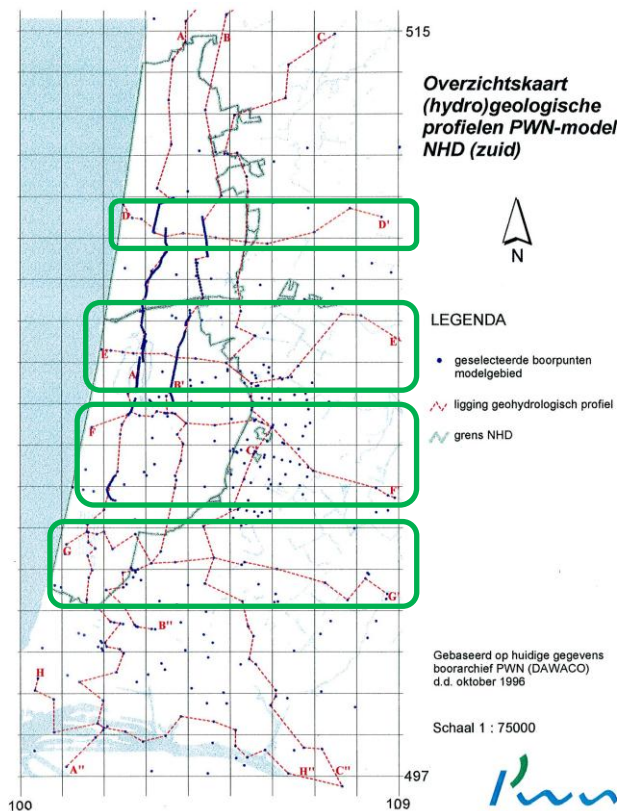 515
A
B
C
Overzichtskaart
(hydro)geologische
profielen PWN-model
NHD (zuid)
D
D'
N
LEGENDA
geselecteerde boorpunten
modelgebied
ligging geohydrologisch profiel
grens NHD
E
E'
A'
B'
F
C'
F'
G
G'
B''
H
Gebaseerd op huidige gegevens
boorarchief PWN (DAWACO)
d.d. oktober 1996
Schaal 1 : 75000
A''
H''
C''
497
100
109
Pwn